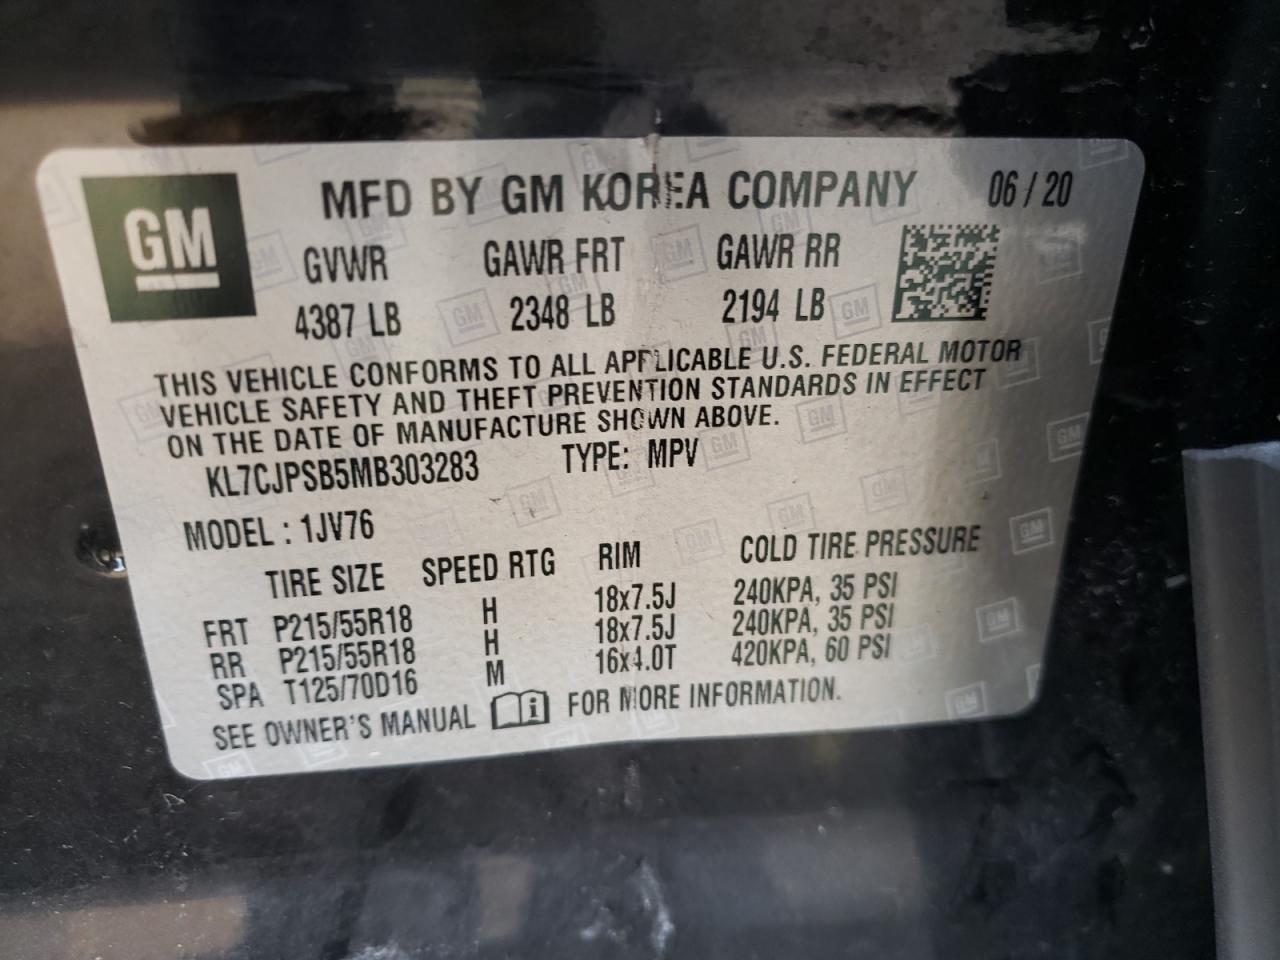 GM
MFD BY GM KOREA COMPANY 06/20
GVWR GAWR FRT GAWR RR
4387 LB 2348 LB 2194 LB
THIS VEHICLE CONFORMS TO ALL APPLICABLE U.S. FEDERAL MOTOR
VEHICLE SAFETY AND THEFT PREVENTION STANDARDS IN EFFECT
ON THE DATE OF MANUFACTURE SHOWN ABOVE.
KL7CJPSB5MB303283 TYPE: MPV
MODEL : 1JV76
TIRE SIZE SPEED RTG RIM COLD TIRE PRESSURE
FRT P215/55R18 H 18x7.5J 240KPA, 35 PSI
RR P215/55R18 H 18x7.5J 240KPA, 35 PSI
SPA T125/70D16 M 16x4.0T 420KPA, 60 PSI
SEE OWNER'S MANUAL i FOR MORE INFORMATION.